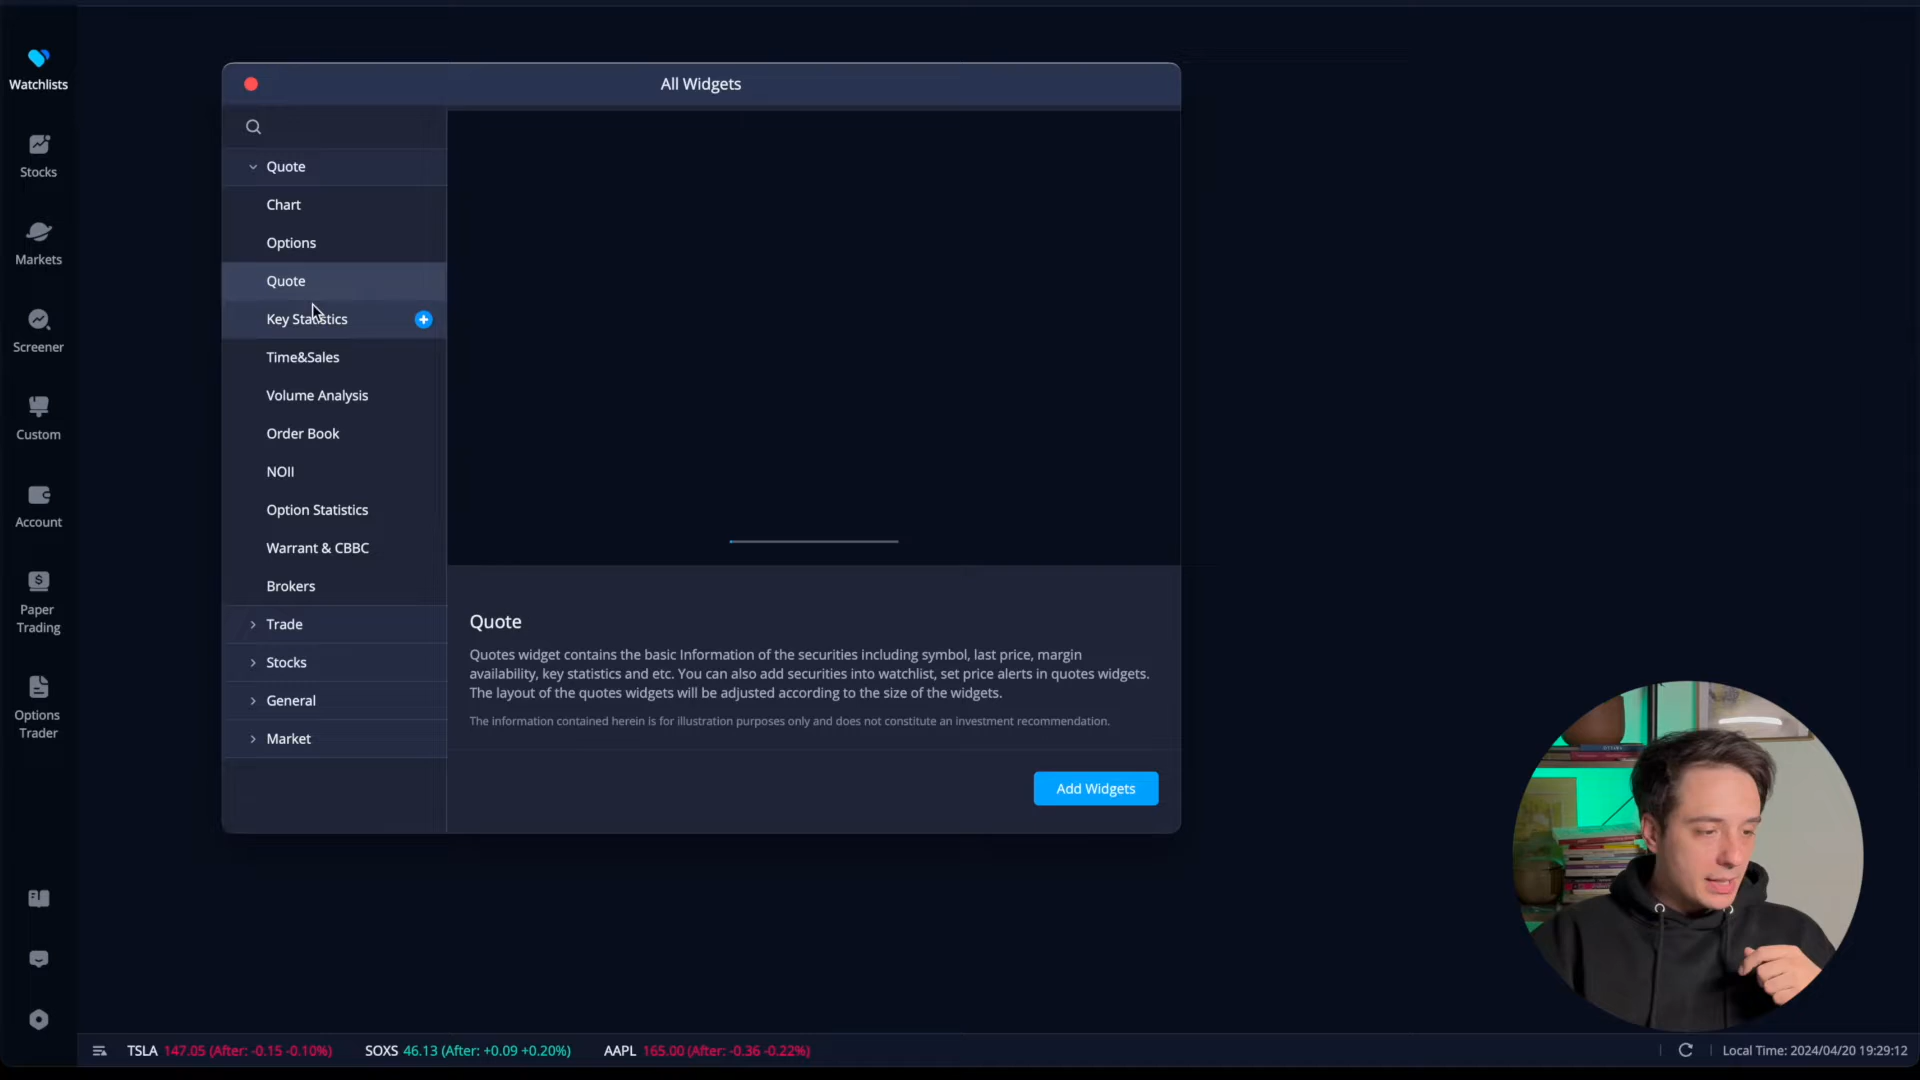 Watchlists
Stocks
Markets
Screener
Custom
Account
Paper
Trading
Options
Trader
All Widgets
Quote
Chart
Options
Quote
Key Statistics
Time&Sales
Volume Analysis
Order Book
NOII
Option Statistics
Warrant & CBBC
Brokers
Trade
Stocks
General
Market
Quote
Quotes widget contains the basic Information of the securities including symbol, last price, margin
availability, key statistics and etc. You can also add securities into watchlist, set price alerts in quotes widgets.
The layout of the quotes widgets will be adjusted according to the size of the widgets.
The information contained herein is for illustration purposes only and does not constitute an investment recommendation.
Add Widgets
TSLA 147.05 (After: -0.15 -0.10%) SOXS 46.13 (After: +0.09 +0.20%) AAPL 165.00 (After: -0.36 -0.22%) Local Time: 2024/04/20 19:29:12